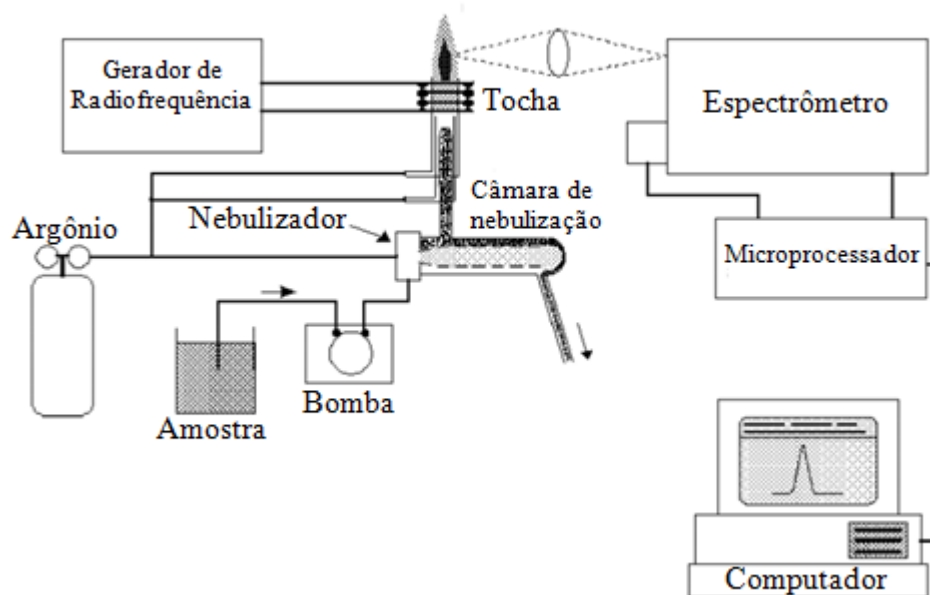 Gerador de
Radiofrequência
Tocha
Espectrômetro
Câmara de
nebulização
Nebulizador
Argônio
Microprocessador
Bomba
Amostra
Computador